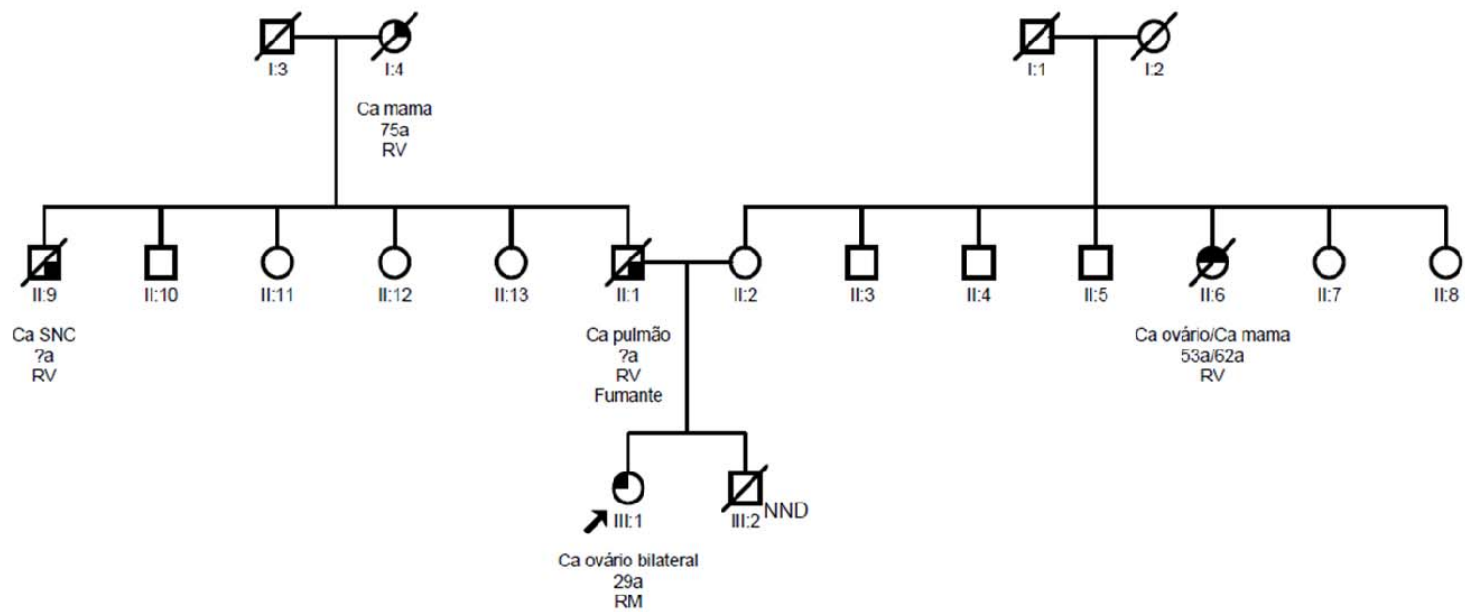 I:3
I:4
I:1
I:2
Ca mama
75a
RV
II:9
II:10
II:11
II:12
II:13
II:1
II:2
II:3
II:4
II:5
II:6
II:7
II:8
Ca SNC
?a
RV
Ca pulmão
?a
RV
Fumante
Ca ovário/Ca mama
53a/62a
RV
III:1
III:2
NND
Ca ovário bilateral
29a
RM